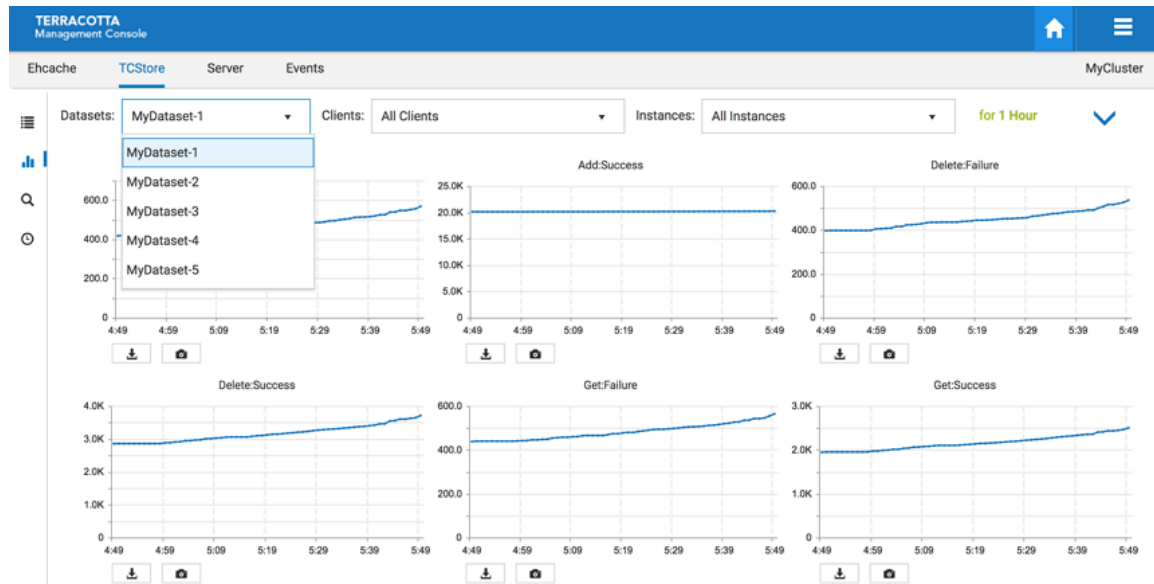 TERRACOTTA
Management Console
Ehcache TCStore Server Events MyCluster
Datasets: MyDataset-1 Clients: All Clients Instances: All Instances for 1 Hour
MyDataset-1
MyDataset-2
MyDataset-3
MyDataset-4
MyDataset-5
600.0
400.0
200.0
0
4:49 4:59 5:09 5:19 5:29 5:39 5:49
Add:Success
25.0K
20.0K
15.0K
10.0K
5.0K
0
4:49 4:59 5:09 5:19 5:29 5:39 5:49
Delete:Failure
600.0
400.0
200.0
0
4:49 4:59 5:09 5:19 5:29 5:39 5:49
Delete:Success
4.0K
3.0K
2.0K
1.0K
0
4:49 4:59 5:09 5:19 5:29 5:39 5:49
Get:Failure
600.0
400.0
200.0
0
4:49 4:59 5:09 5:19 5:29 5:39 5:49
Get:Success
3.0K
2.0K
1.0K
0
4:49 4:59 5:09 5:19 5:29 5:39 5:49